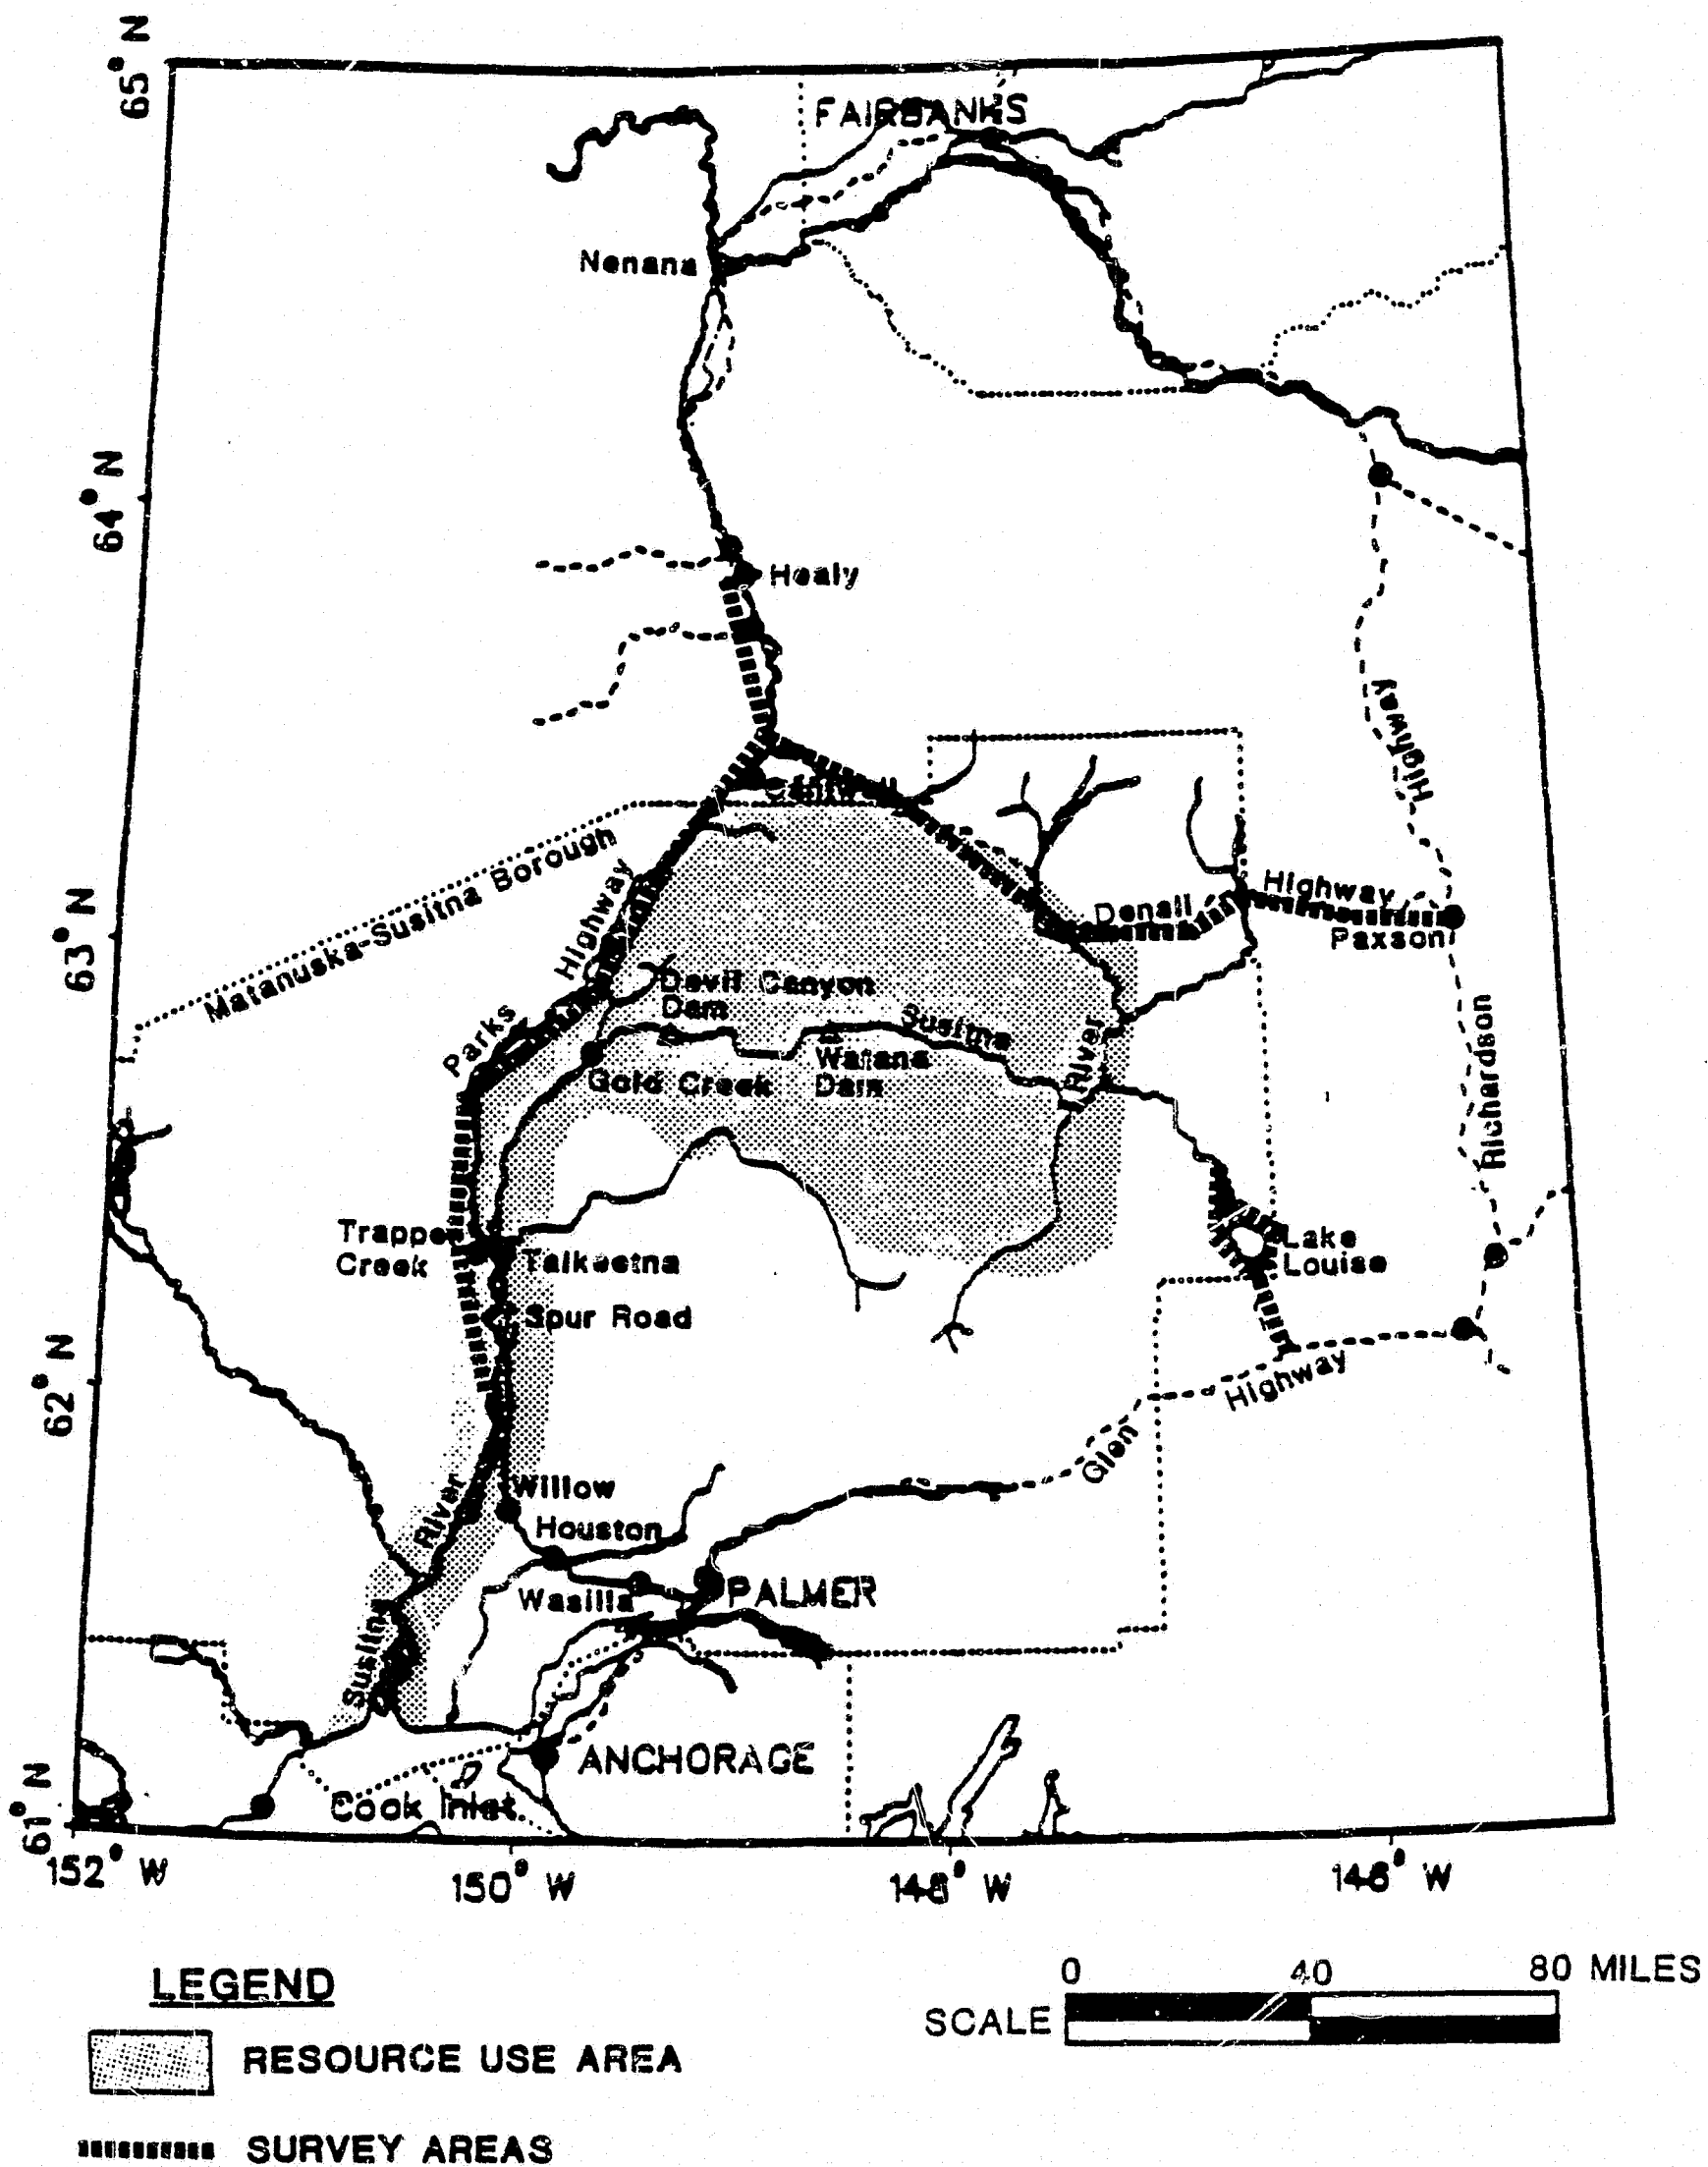 65° N
FAIRBANKS
Nenana
64° N
Healy
Highway
Cantwell
Matanuska-Susitna Borough
Highway
63° N
Denali
Highway
Paxson
Devil Canyon
Dam
Parks
Susitna
Watana
Dam
River
Gold Creek
Richardson
Trapper
Creek
Talkeetna
Lake
Louise
Spur Road
62° N
Highway
Glen
River
Willow
Houston
Wasilla
PALMER
Susitna
ANCHORAGE
Cook Inlet
61° N
152° W
150° W
148° W
146° W
LEGEND
RESOURCE USE AREA
SURVEY AREAS
0 40 80 MILES
SCALE